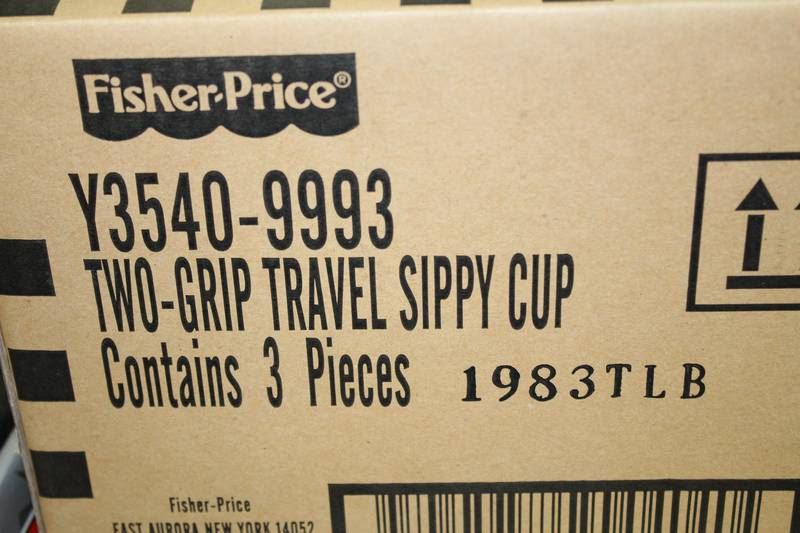 Fisher-Price®
Y3540-9993
TWO-GRIP TRAVEL SIPPY CUP
Contains 3 Pieces 1983TLB
Fisher-Price
EAST AURORA NEW YORK 14052